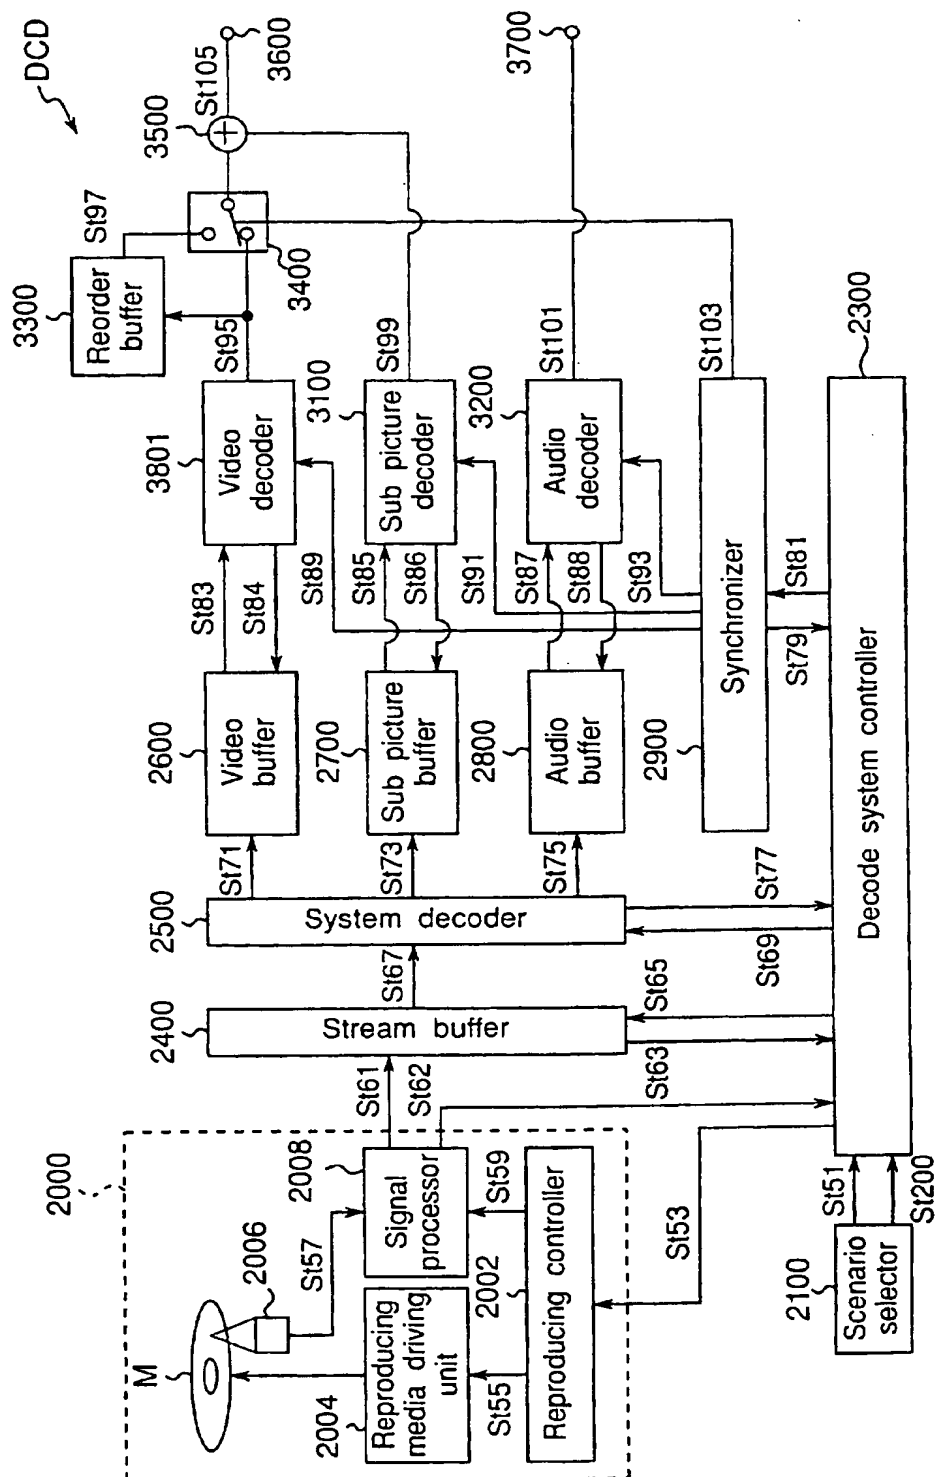 DCD
3300
Reorder
buffer
St97
3500
St105
3600
3400
St95
3700
3801
Video
decoder
3100
Sub picture
decoder
St99
3200
Audio
decoder
St101
St103
St83
St84
St89
St85
St86
St91
St87
St88
St93
2600
Video
buffer
2700
Sub picture
buffer
2800
Audio
buffer
2900
Synchronizer
St79
St81
2300
Decode system controller
St71
St73
St75
2500
System decoder
St77
St69
St67
2400
Stream buffer
St65
St63
St61
St62
2000
M
2006
St57
2008
Signal
processor
St59
2004
Reproducing
media driving
unit
2002
St55
Reproducing controller
St53
2100
Scenario
selector
St51
St200